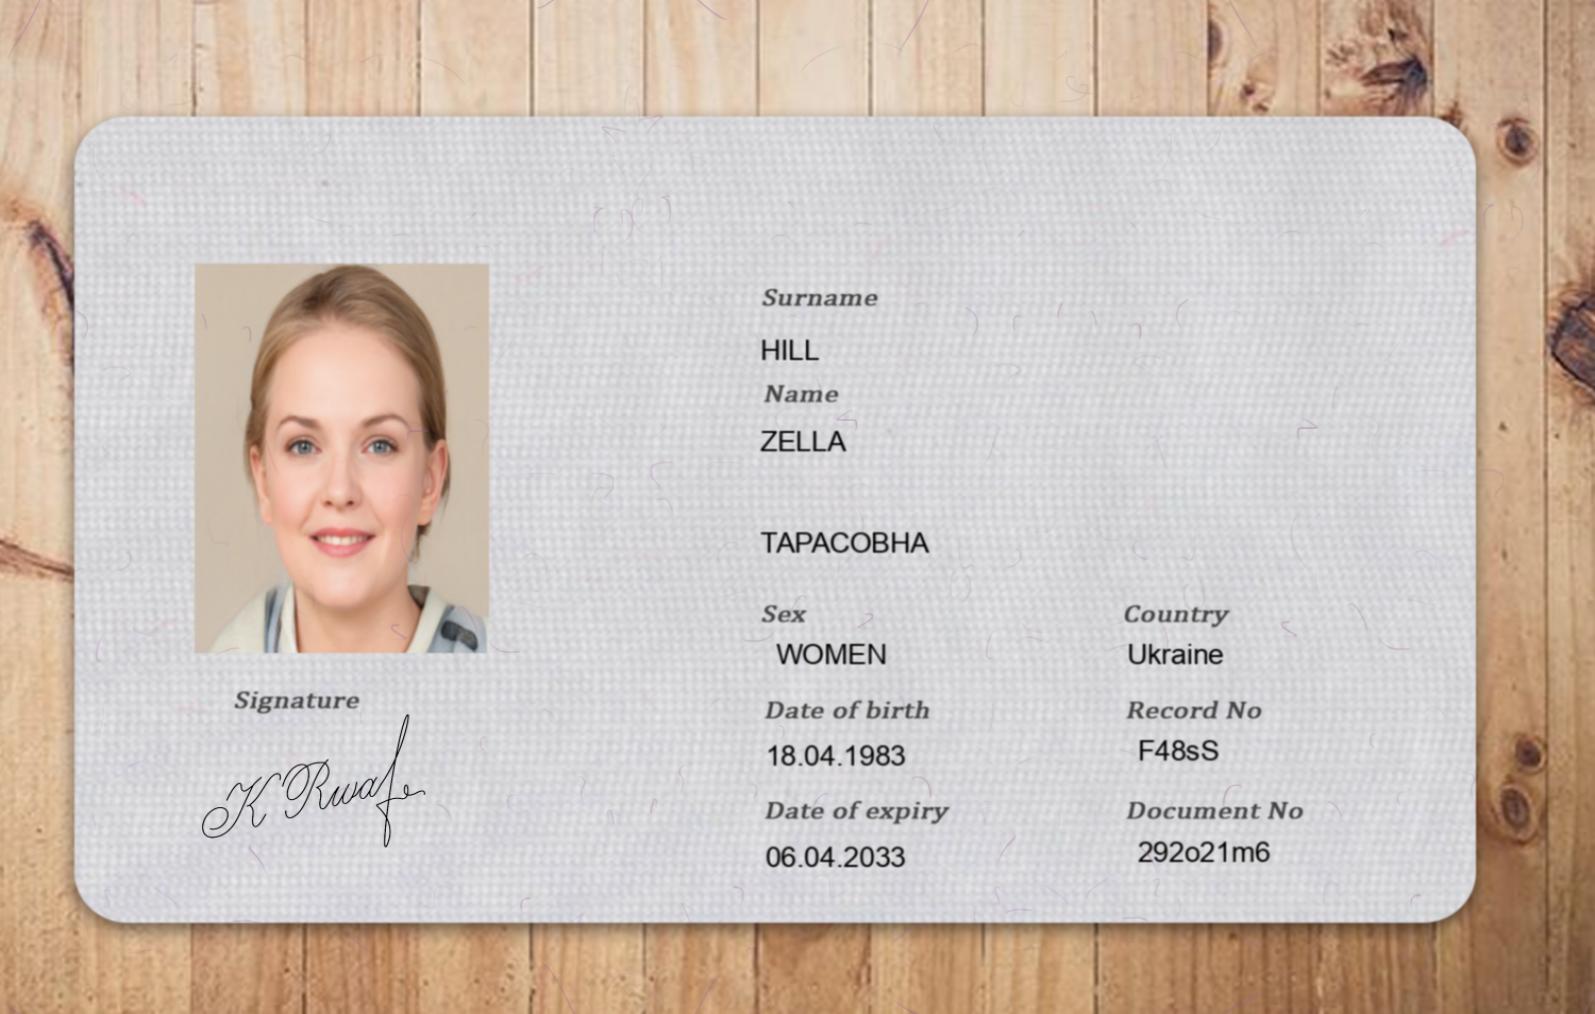 Surname
HILL
Name
ZELLA
TAPACOBHA
Sex
WOMEN
Country
Ukraine
Date of birth
18.04.1983
Record No
F48sS
Date of expiry
06.04.2033
Document No
292o21m6
Signature